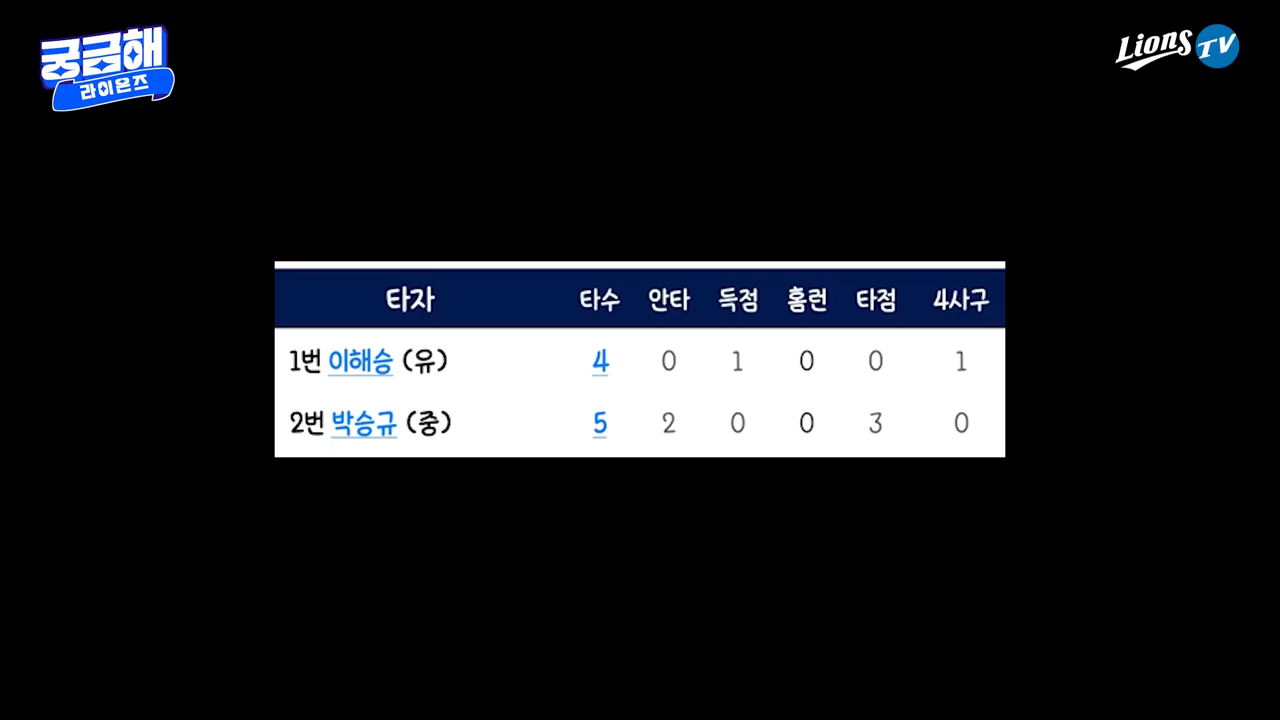 궁금해
라이온즈
Lions TV
타자 타수 안타 득점 홈런 타점 4사구
1번 이해승 (유) 4 0 1 0 0 1
2번 박승규 (중) 5 2 0 0 3 0